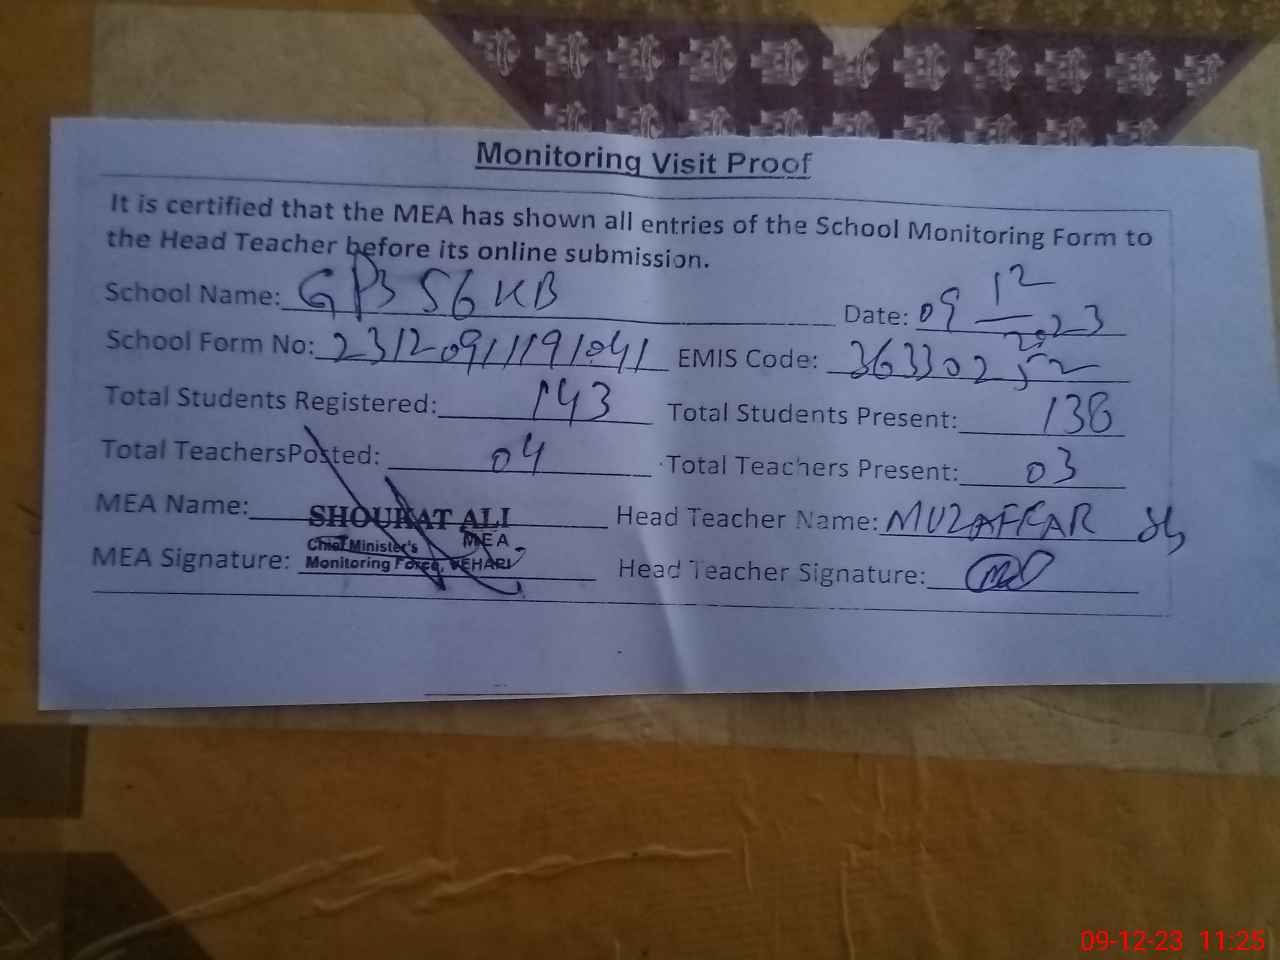 Monitoring Visit Proof
It is certified that the MEA has shown all entries of the School Monitoring Form to
the Head Teacher before its online submission.
School Name: GPS 56 KB Date: 09 12 2023
School Form No: 231209111911041 EMIS Code: 36330252
Total Students Registered: 143 Total Students Present: 138
Total TeachersPosted: 04 Total Teachers Present: 03
MEA Name: SHOUKAT ALI Head Teacher Name: MUZAFFAR
MEA
Chief Minister's
MEA Signature: Monitoring Force, VEHARI Head Teacher Signature:
09-12-23 11:25